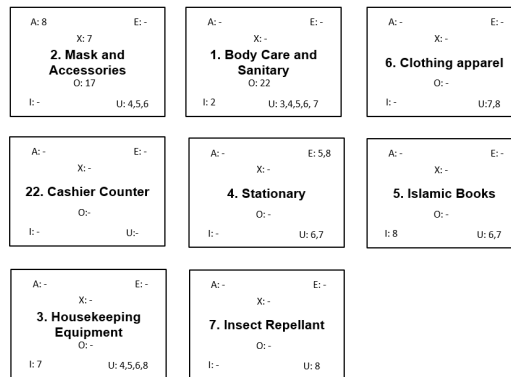 A: 8 E: -
X: 7
2. Mask and
Accessories
O: 17
I: - U: 4,5,6
A: - E: -
X: -
1. Body Care and
Sanitary
O: 22
I: 2 U: 3,4,5,6, 7
A: - E: -
X: -
6. Clothing apparel
O: -
I: - U:7,8
A: - E: -
X: -
22. Cashier Counter
O:-
I: - U:-
A: - E: 5,8
X: -
4. Stationary
O: -
I: - U: 6,7
A: - E: -
X: -
5. Islamic Books
O: -
I: 8 U: 6,7
A: - E: -
X: -
3. Housekeeping
Equipment
O: -
I: 7 U: 4,5,6,8
A: - E: -
X: -
7. Insect Repellant
O: -
I: - U: 8